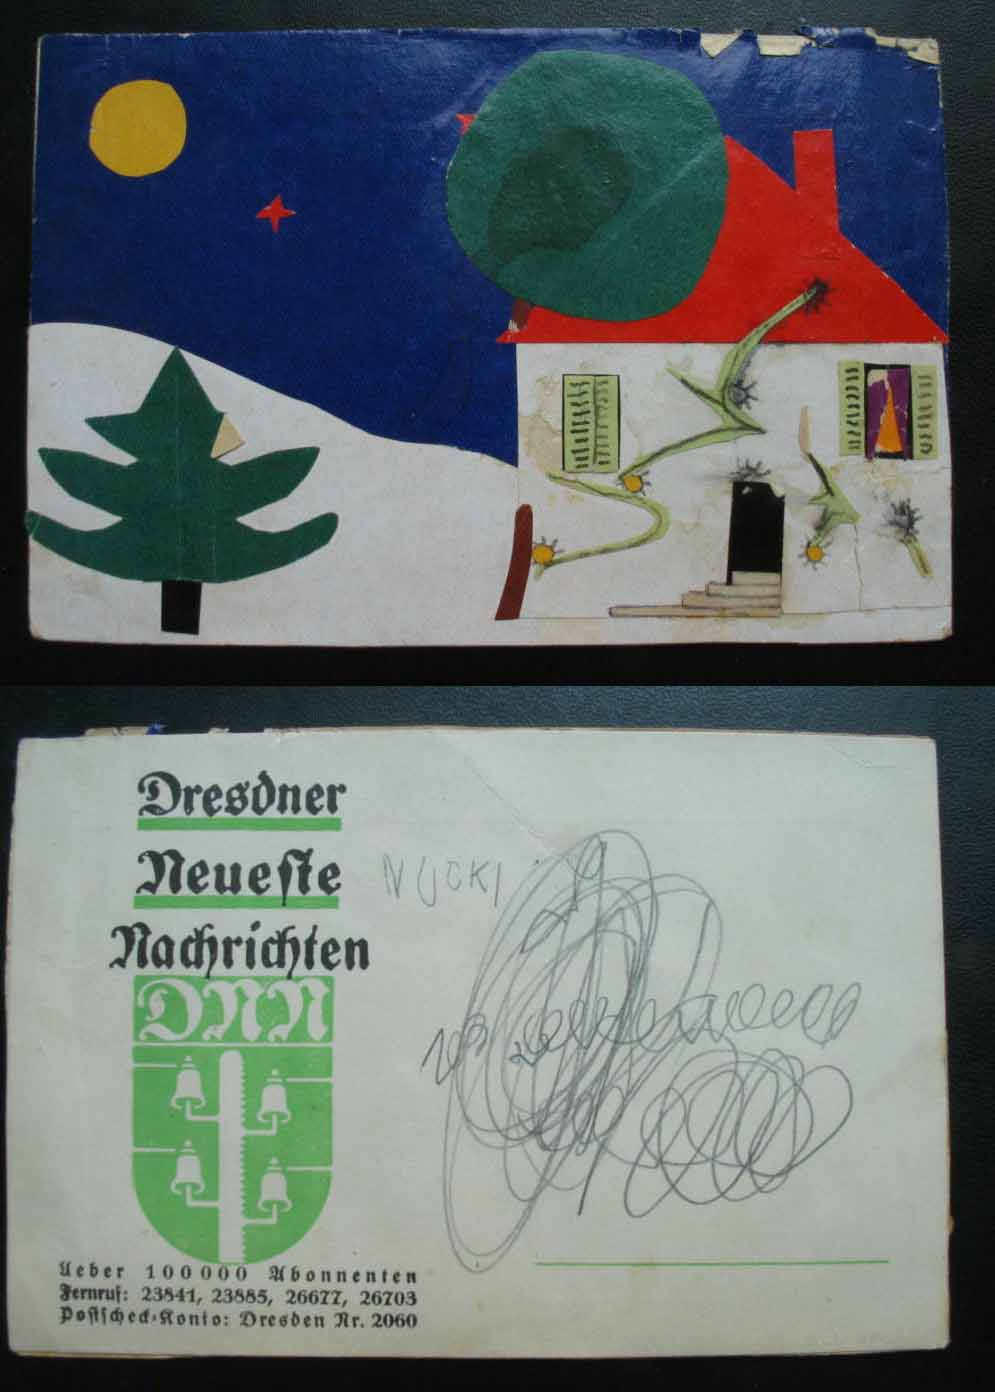 Dresdner
Neueſte
Nachrichten
NUCKI
DNN
Ueber 100000 Abonnenten
Fernruf: 23841, 23885, 26677, 26703
Poſtſcheck-Konto: Dresden Nr. 2060